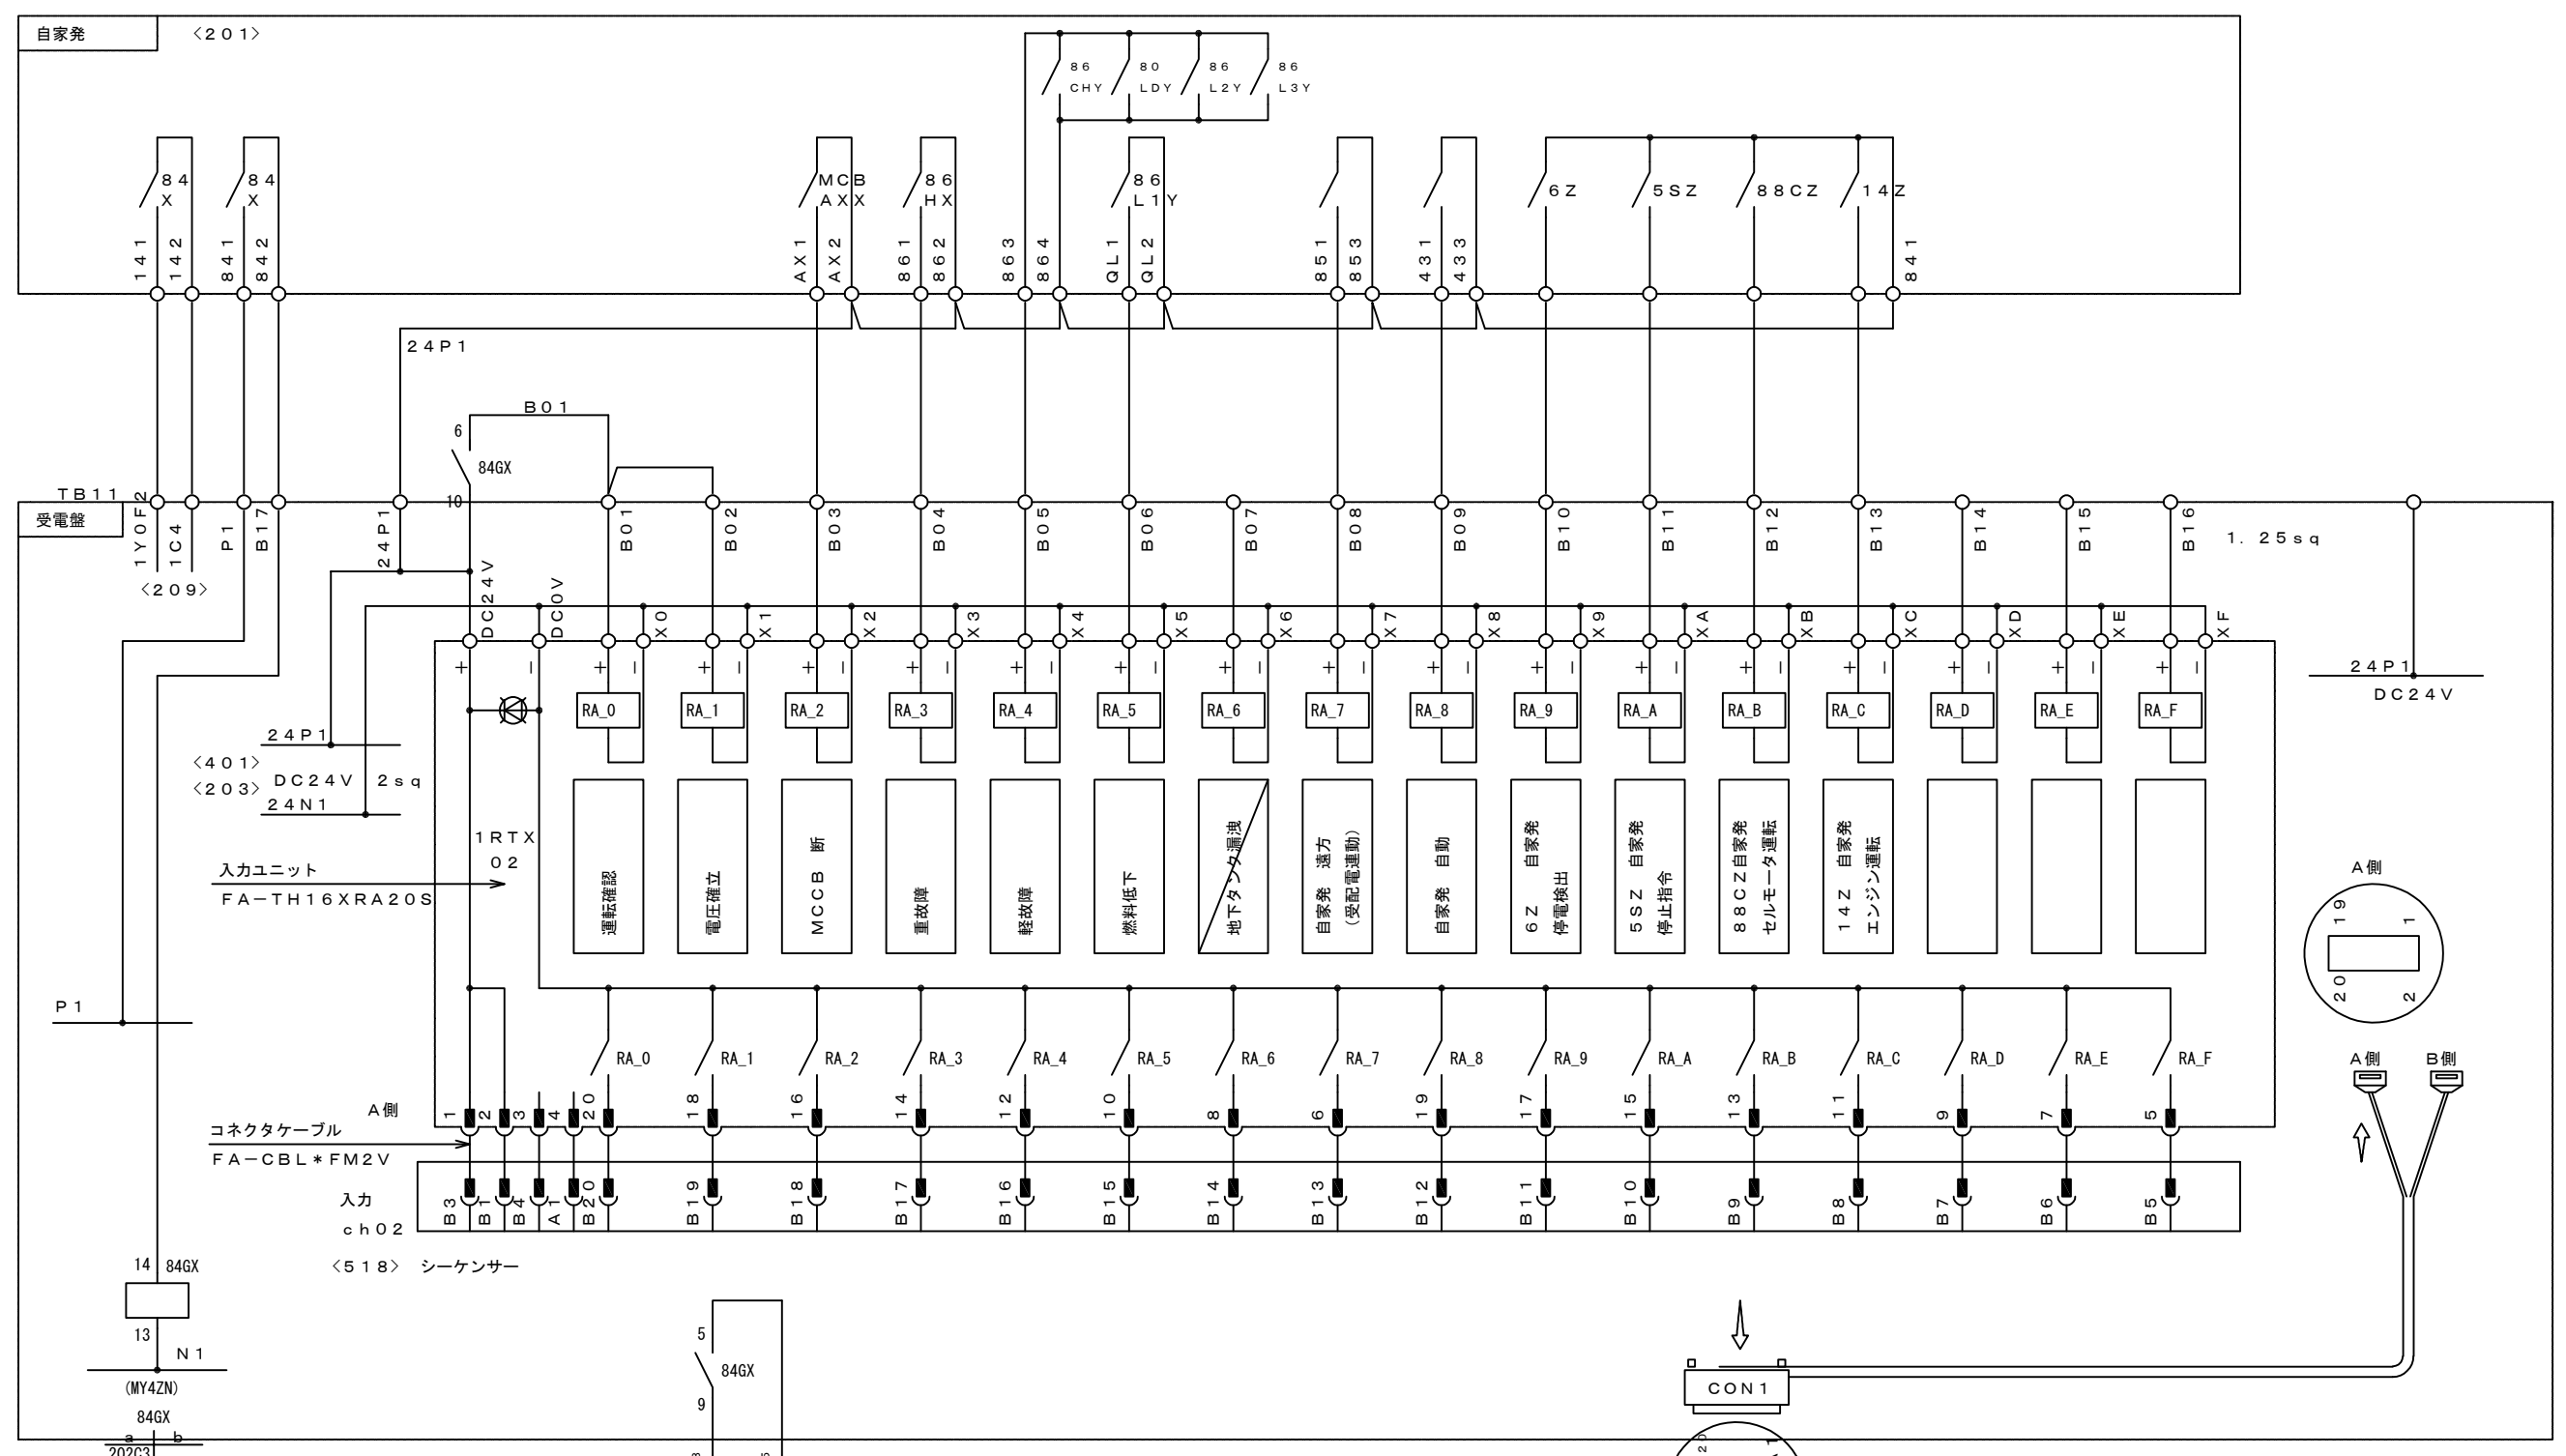 自家発
〈201〉
86
CHY
80
LDY
86
L2Y
86
L3Y
84
X
84
X
MCB
AXX
86
HX
86
L1Y
6Z
5SZ
88CZ
14Z
141
142
841
842
AX1
AX2
861
862
863
864
QL1
QL2
851
853
431
433
841
24P1
B01
6
84GX
10
TB11
受電盤
1Y0F2
1C4
P1
B17
24P1
B01
B02
B03
B04
B05
B06
B07
B08
B09
B10
B11
B12
B13
B14
B15
B16
1.25sq
〈209〉
DC24V
DC0V
X0
X1
X2
X3
X4
X5
X6
X7
X8
X9
XA
XB
XC
XD
XE
XF
+ − + − + − + − + − + − + − + − + − + − + − + − + − + − + − + − + −
24P1
DC24V
RA_0
RA_1
RA_2
RA_3
RA_4
RA_5
RA_6
RA_7
RA_8
RA_9
RA_A
RA_B
RA_C
RA_D
RA_E
RA_F
24P1
〈401〉
〈203〉
DC24V 2sq
24N1
1RTX
02
入力ユニット
FA−TH16XRA20S
運転確認
電圧確立
MCCB 断
重故障
軽故障
燃料低下
地下タンク漏洩
自家発 遠方
(受配電連動)
自家発 自動
6Z 自家発
停電検出
5SZ 自家発
停止指令
88CZ自家発
セルモータ運転
14Z 自家発
エンジン運転
A側
19
1
20
2
P1
RA_0
RA_1
RA_2
RA_3
RA_4
RA_5
RA_6
RA_7
RA_8
RA_9
RA_A
RA_B
RA_C
RA_D
RA_E
RA_F
A側
B側
A側
1
2
3
4
20
18
16
14
12
10
8
6
19
17
15
13
11
9
7
5
コネクタケーブル
FA−CBL*FM2V
入力
ch02
B3
B1
B4
A1
B20
B19
B18
B17
B16
B15
B14
B13
B12
B11
B10
B9
B8
B7
B6
B5
〈518〉 シーケンサー
14
84GX
13
N1
(MY4ZN)
84GX
a
b
202C3
5
84GX
9
CON1
20